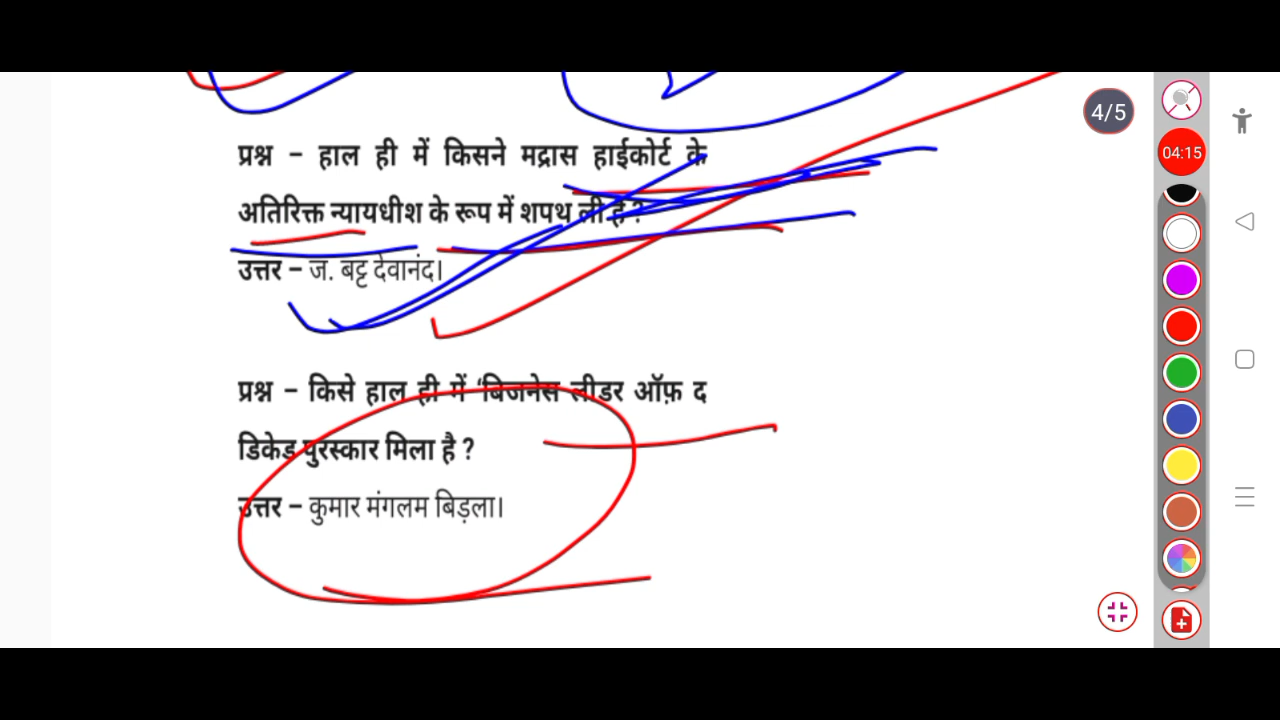 4/5
04:15
प्रश्न – हाल ही में किसने मद्रास हाईकोर्ट के
अतिरिक्त न्यायधीश के रूप में शपथ ली है ?
उत्तर – ज. बट्टू देवानंद।
प्रश्न – किसे हाल ही में ‘बिजनेस लीडर ऑफ़ द
डिकेड पुरस्कार मिला है ?
उत्तर – कुमार मंगलम बिड़ला।